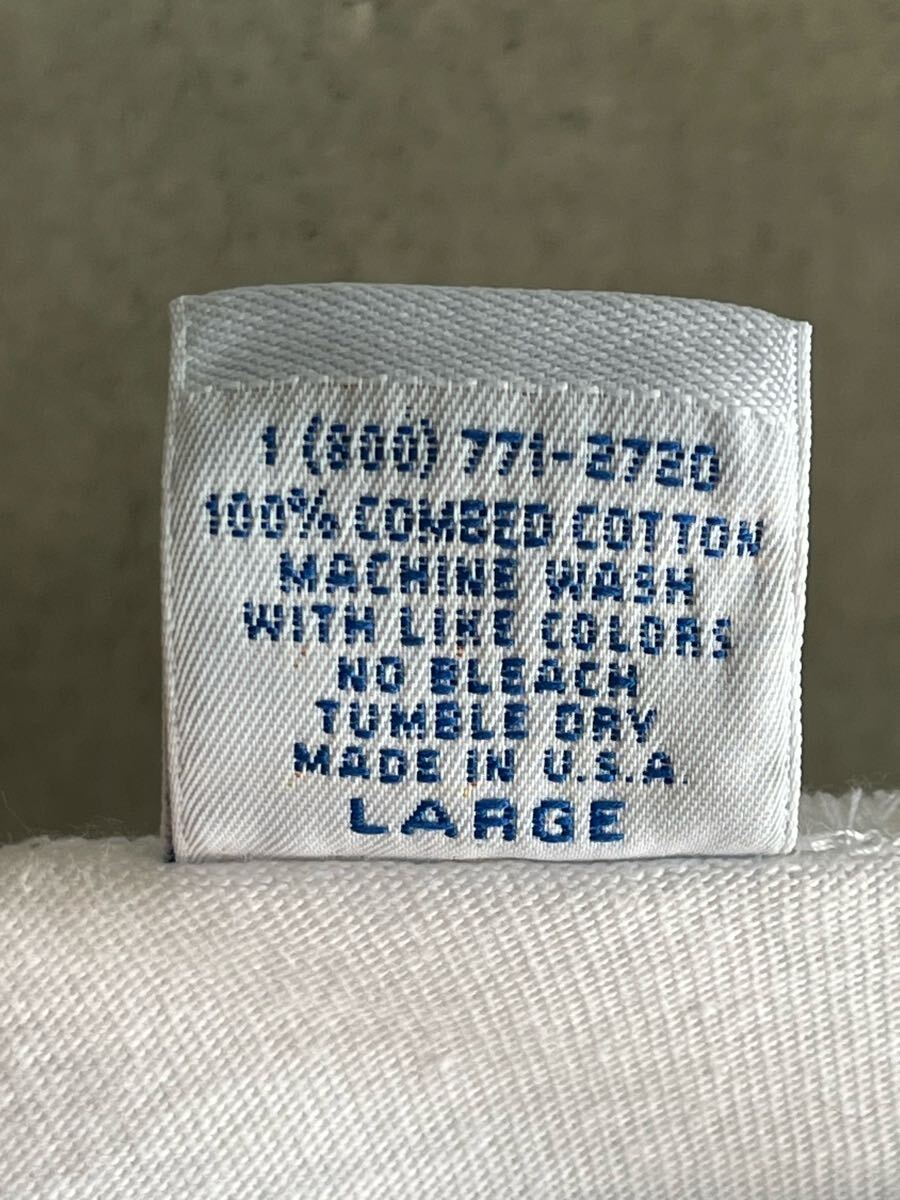 1 (800) 771-2720
100% COMBED COTTON
MACHINE WASH
WITH LIKE COLORS
NO BLEACH
TUMBLE DRY
MADE IN U.S.A.
LARGE